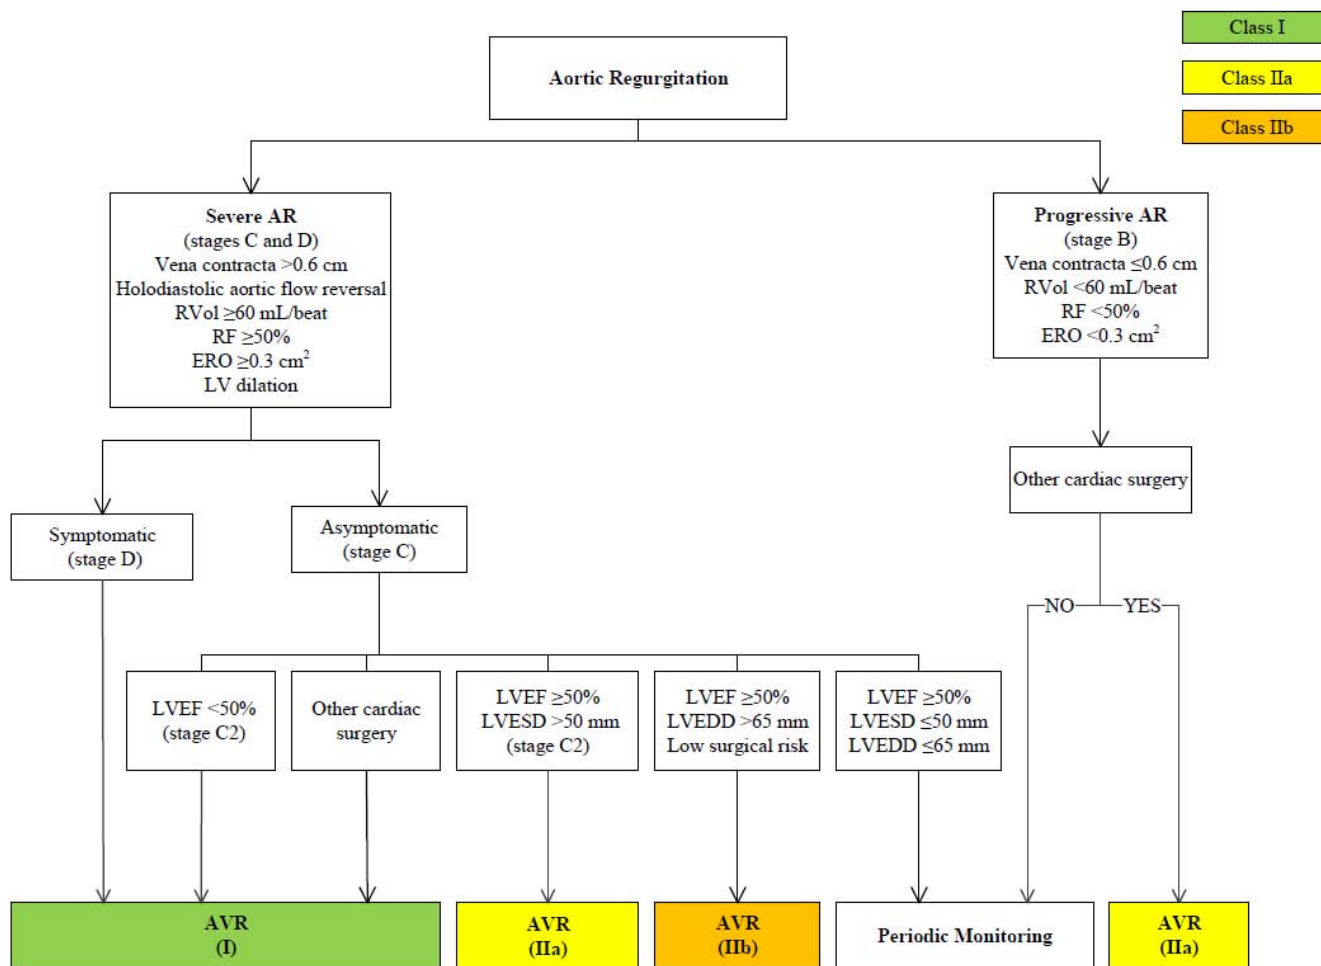 Class I
Class IIa
Class IIb
Aortic Regurgitation
Severe AR
(stages C and D)
Vena contracta >0.6 cm
Holodiastolic aortic flow reversal
RVol ≥60 mL/beat
RF ≥50%
ERO ≥0.3 cm²
LV dilation
Progressive AR
(stage B)
Vena contracta ≤0.6 cm
RVol <60 mL/beat
RF <50%
ERO <0.3 cm²
Other cardiac surgery
Symptomatic
(stage D)
Asymptomatic
(stage C)
NO
YES
LVEF <50%
(stage C2)
Other cardiac
surgery
LVEF ≥50%
LVESD >50 mm
(stage C2)
LVEF ≥50%
LVEDD >65 mm
Low surgical risk
LVEF ≥50%
LVESD ≤50 mm
LVEDD ≤65 mm
AVR
(I)
AVR
(IIa)
AVR
(IIb)
Periodic Monitoring
AVR
(IIa)